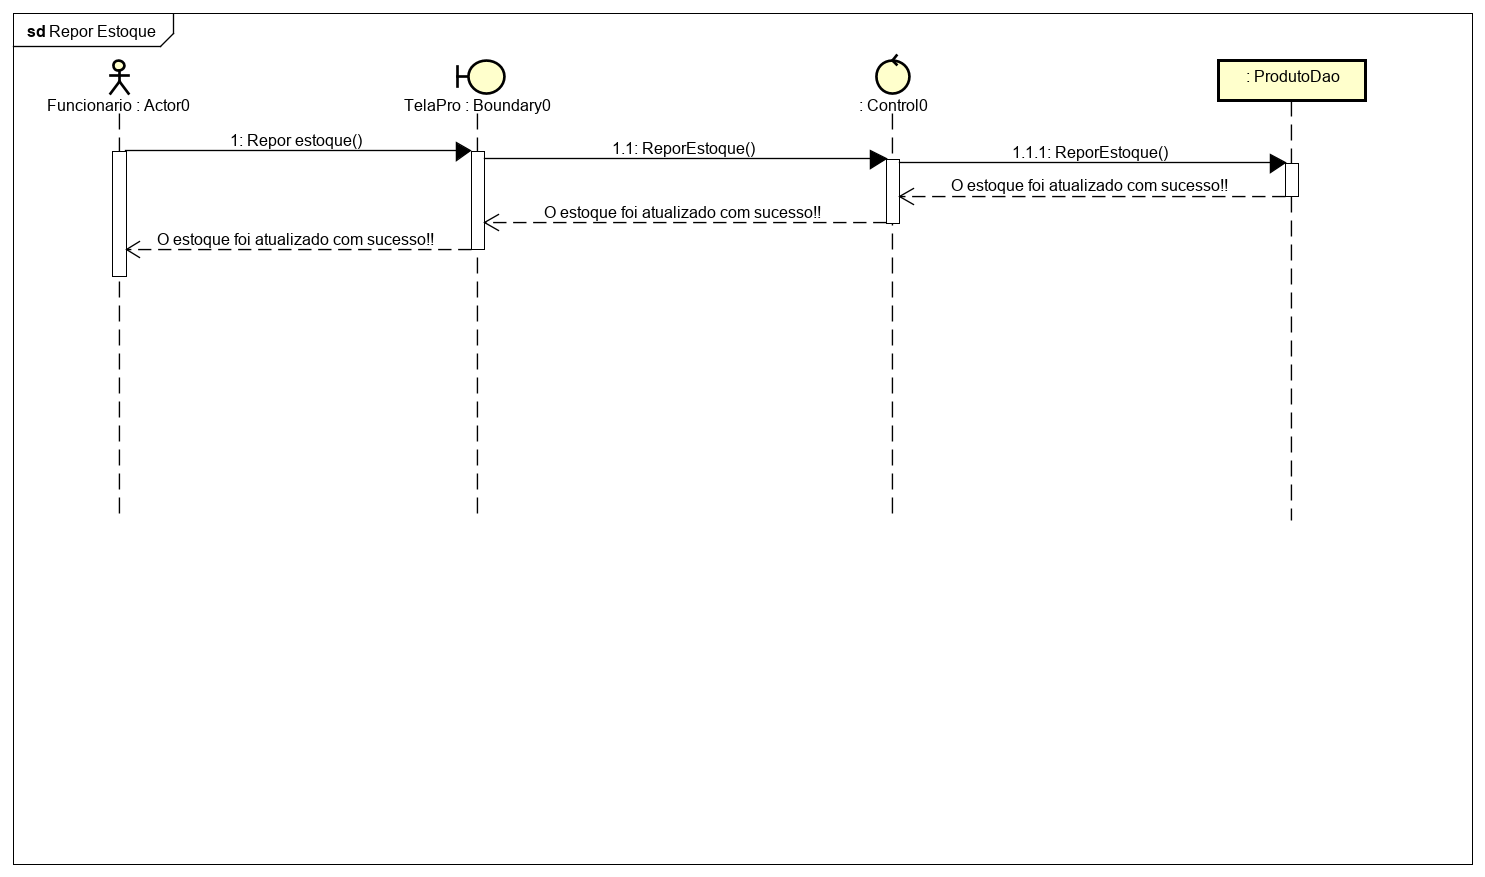 sd Repor Estoque
Funcionario : Actor0
TelaPro : Boundary0
: Control0
: ProdutoDao
1: Repor estoque()
1.1: ReporEstoque()
1.1.1: ReporEstoque()
O estoque foi atualizado com sucesso!!
O estoque foi atualizado com sucesso!!
O estoque foi atualizado com sucesso!!